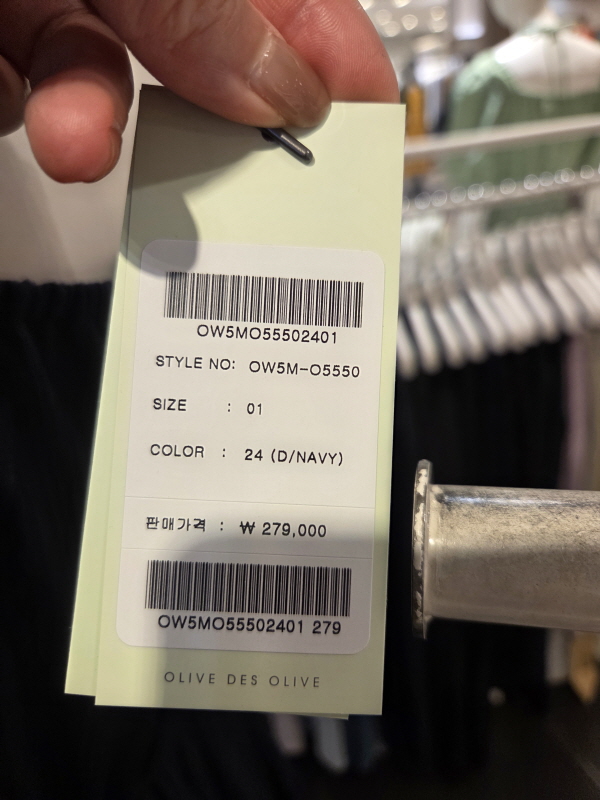 OW5MO55502401
STYLE NO: OW5M-O5550
SIZE : 01
COLOR : 24 (D/NAVY)
판매가격 : ₩ 279,000
OW5MO55502401 279
OLIVE DES OLIVE